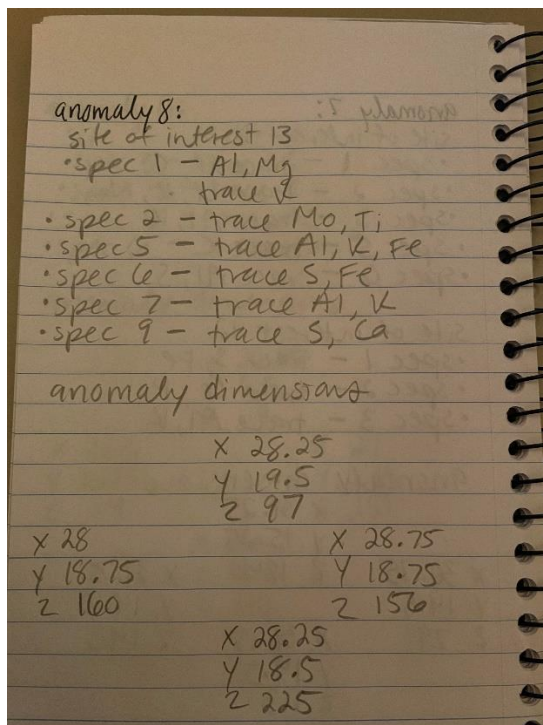 anomaly 8:
site of interest 13
•spec 1 – Al, Mg
trace K
•spec 2 – trace Mo, Ti
•spec 5 – trace Al, K, Fe
•spec 6 – trace S, Fe
•spec 7 – trace Al, K
•spec 9 – trace S, Ca
anomaly dimensions
X 28.25
Y 19.5
Z 97
X 28 X 28.75
Y 18.75 Y 18.75
Z 160 Z 156
X 28.25
Y 18.5
Z 225